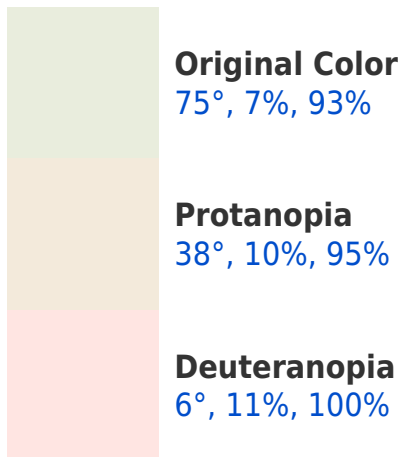 Original Color
75°, 7%, 93%
Protanopia
38°, 10%, 95%
Deuteranopia
6°, 11%, 100%